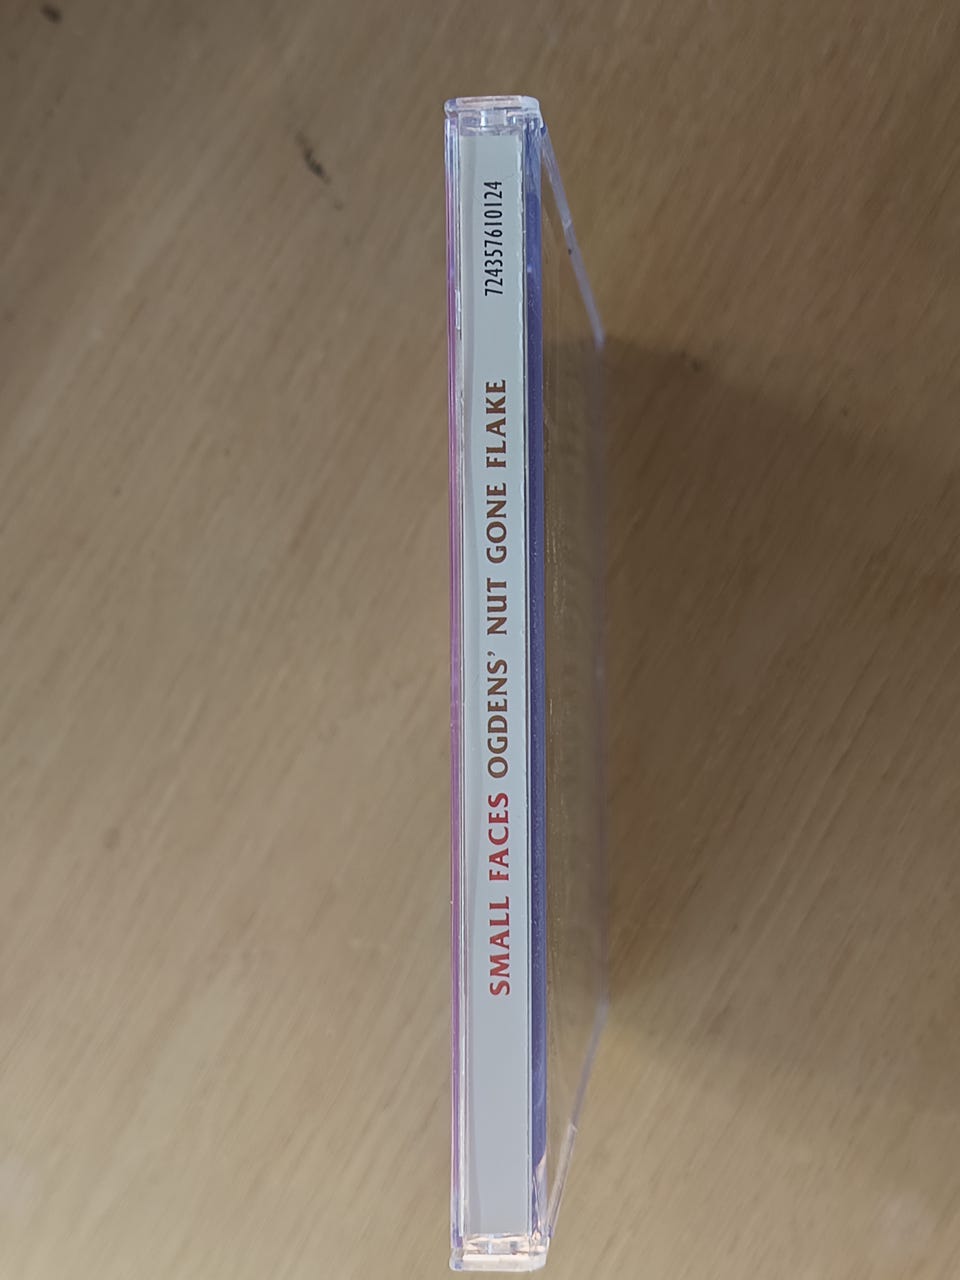 SMALL FACES OGDENS’ NUT GONE FLAKE 724357610124